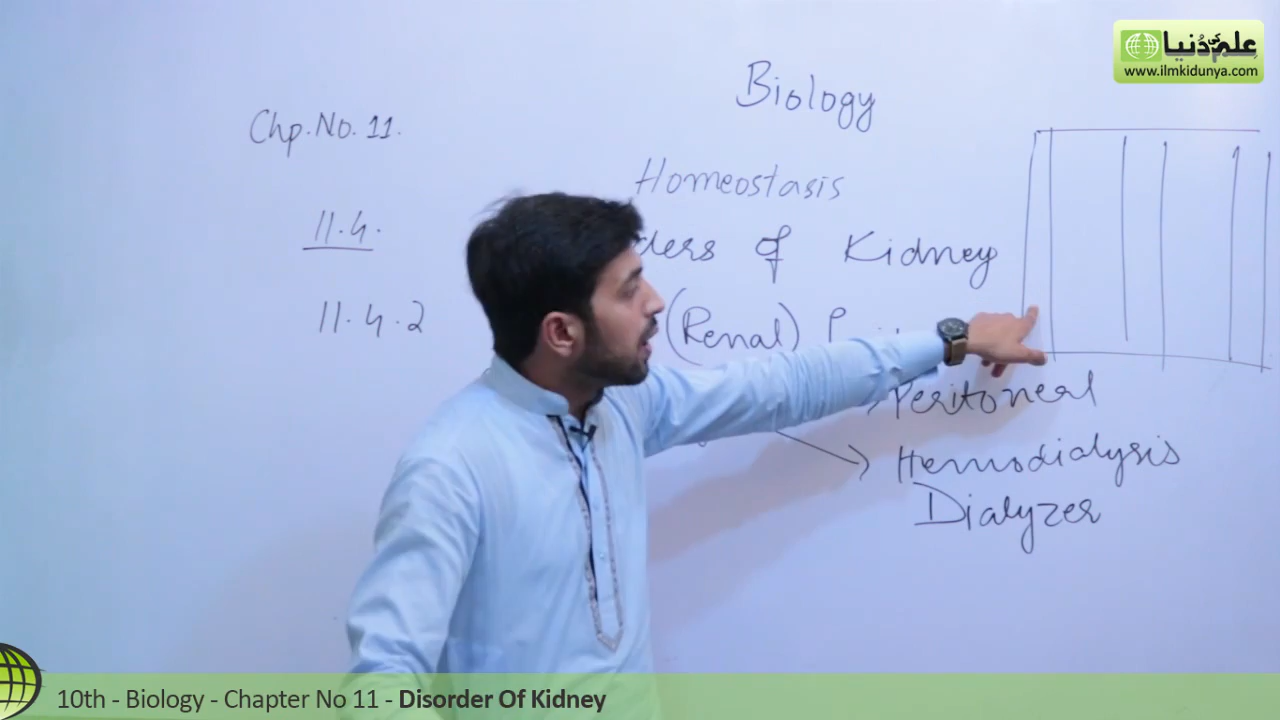 علم کی دُنیا
www.ilmkidunya.com
Biology
Chp.No. 11.
Homeostasis
11.4.
ders of Kidney
11.4.2
(Renal)
Peritoneal
Hemodialysis
Dialyzer
10th - Biology - Chapter No 11 - Disorder Of Kidney